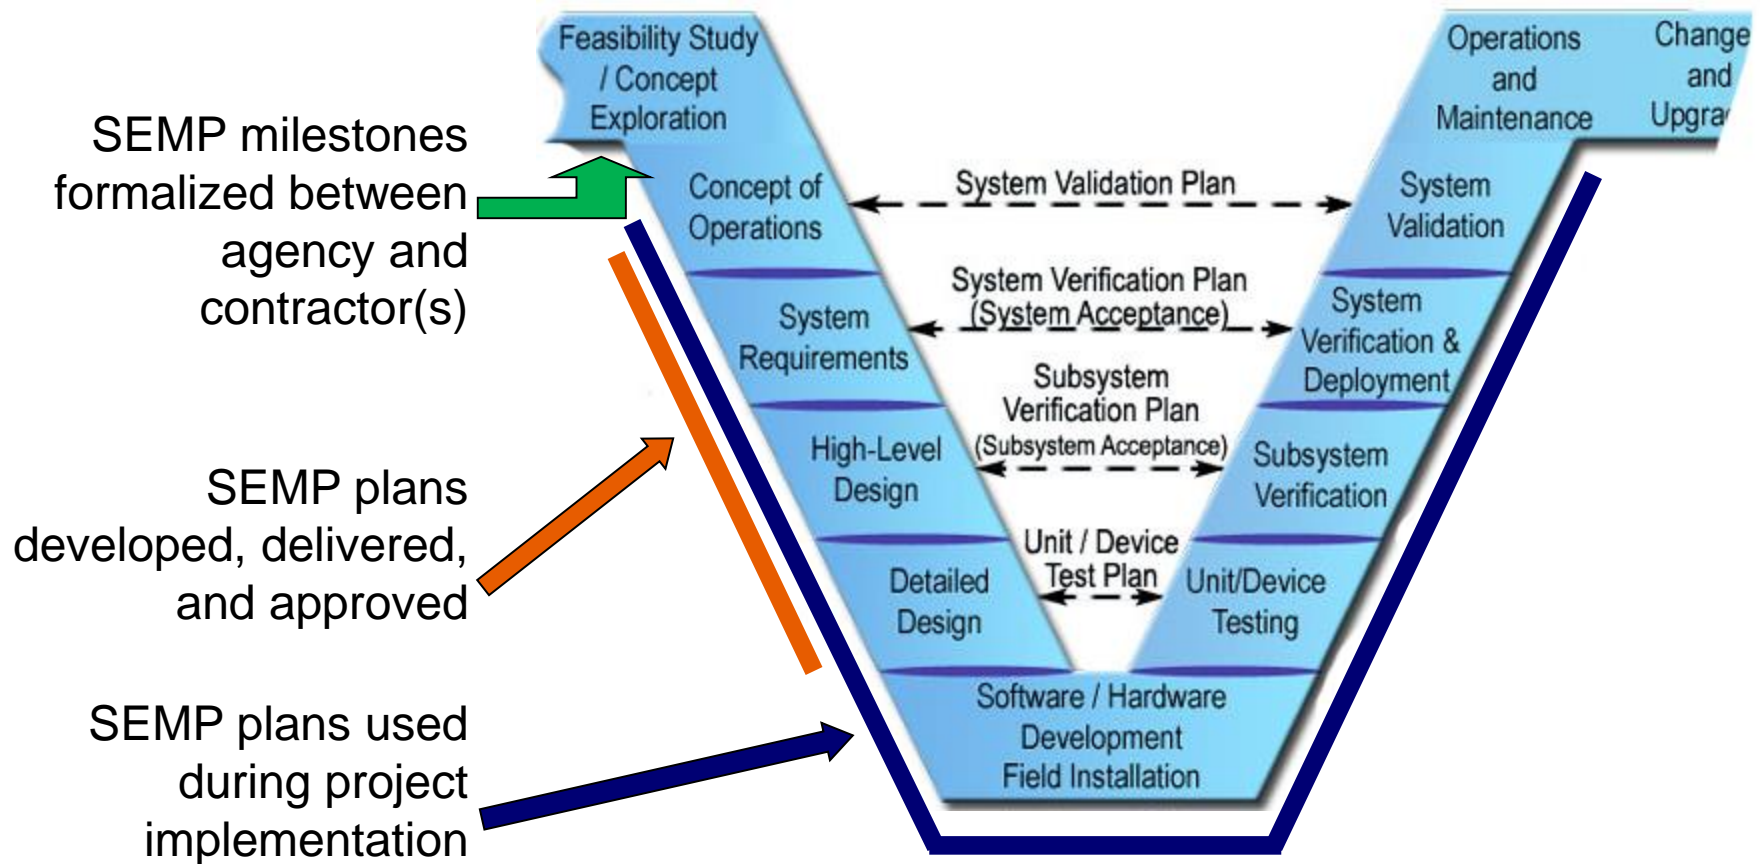 Feasibility Study
/ Concept
Exploration
Operations
and
Maintenance
Change
and
SEMP milestones
formalized between
agency and
contractor(s)
Concept of
Operations
System Validation Plan
System
Validation
System
Requirements
System Verification Plan
(System Acceptance)
System
Verification &
Deployment
High-Level
Design
Subsystem
Verification Plan
(Subsystem Acceptance)
Subsystem
Verification
SEMP plans
developed, delivered,
and approved
Detailed
Design
Unit / Device
Test Plan
Unit/Device
Testing
SEMP plans used
during project
implementation
Software / Hardware
Development
Field Installation